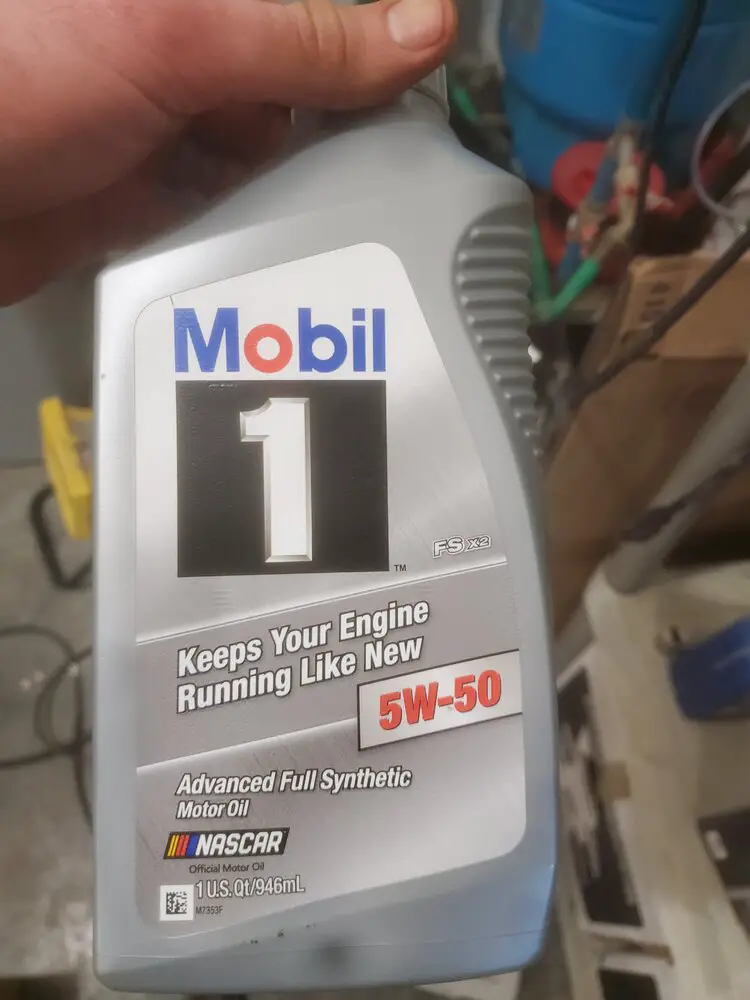 Mobil
1
TM
FS x2
Keeps Your Engine
Running Like New
5W-50
Advanced Full Synthetic
Motor Oil
NASCAR
Official Motor Oil
1 U.S. Qt/946mL
M7353F